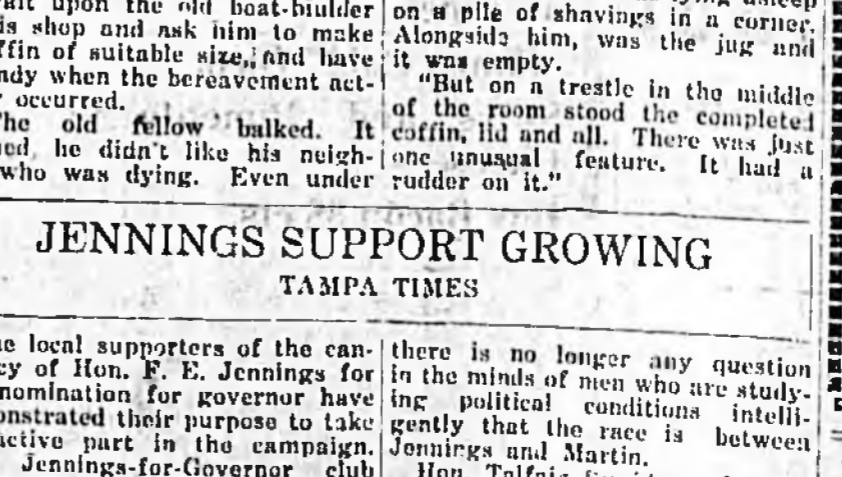 upon the old boat-biulder
is shop and ask him to make
ffin of suitable size, and have
ndy when the bereavement act-
occurred.
he old fellow balked. It
ed, he didn't like his neigh-
who was dying. Even under
asleep
on a pile of shavings in a corner.
Alongside him, was the jug and
it was empty.
"But on a trestle in the middle
of the room stood the completed
coffin, lid and all. There was just
one unusual feature. It had a
rudder on it."
JENNINGS SUPPORT GROWING
TAMPA TIMES
e local supporters of the can-
cy of Hon. F. E. Jennings for
nomination for governor have
onstrated their purpose to take
active part in the campaign.
Jennings-for-Governor club
there is no longer any question
in the minds of men who are study-
ing political conditions intelli-
gently that the race is between
Jennings and Martin.
Hon.